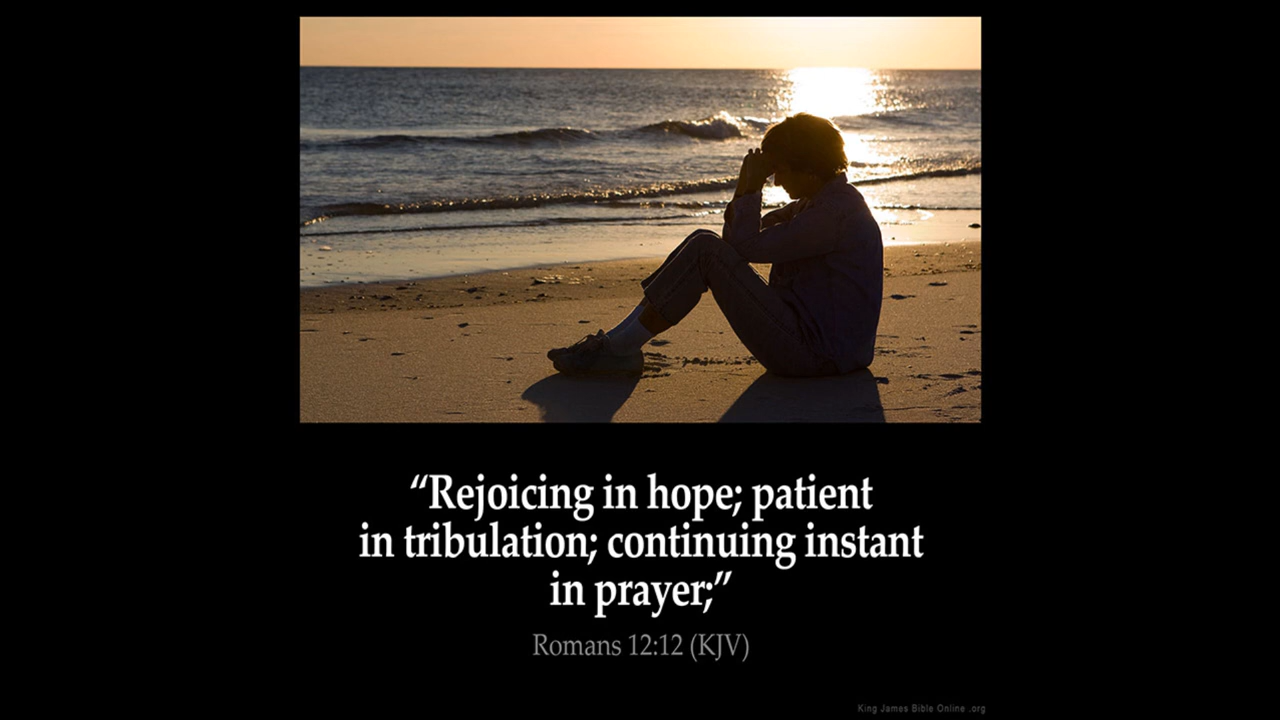 “Rejoicing in hope; patient
in tribulation; continuing instant
in prayer;”
Romans 12:12 (KJV)
King James Bible Online .org